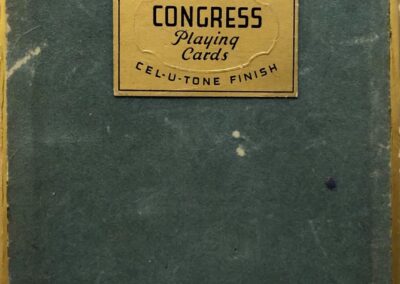 CONGRESS
Playing
Cards
CEL-U-TONE FINISH